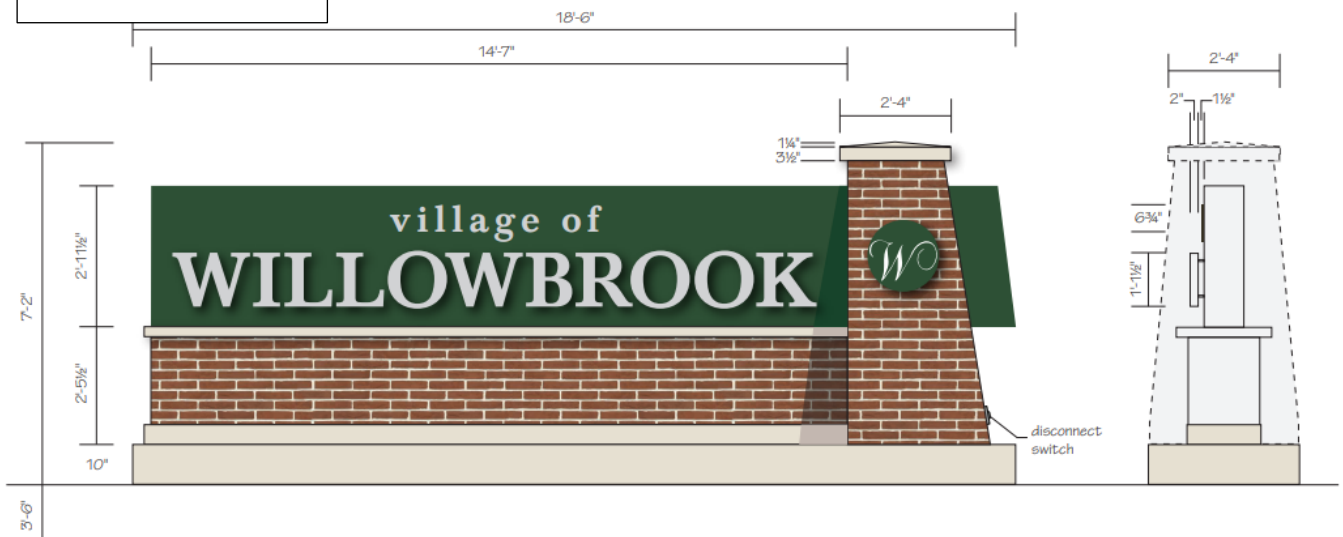 18'-6"
14'-7"
2'-4"
2'-4"
2" 1½"
1¼"
3½"
village of
WILLOWBROOK
W
2'-11½"
6¾"
1'-1½"
7'-2"
2'-5½"
disconnect
switch
10"
3'-6"